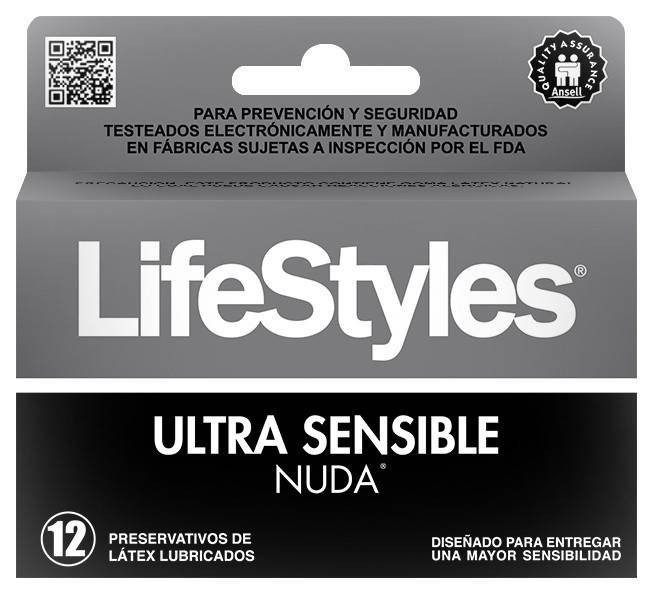 QUALITY ASSURANCE
Ansell
PARA PREVENCIÓN Y SEGURIDAD
TESTEADOS ELECTRÓNICAMENTE Y MANUFACTURADOS
EN FÁBRICAS SUJETAS A INSPECCIÓN POR EL FDA
LifeStyles®
ULTRA SENSIBLE
NUDA®
12
PRESERVATIVOS DE
LÁTEX LUBRICADOS
DISEÑADO PARA ENTREGAR
UNA MAYOR SENSIBILIDAD